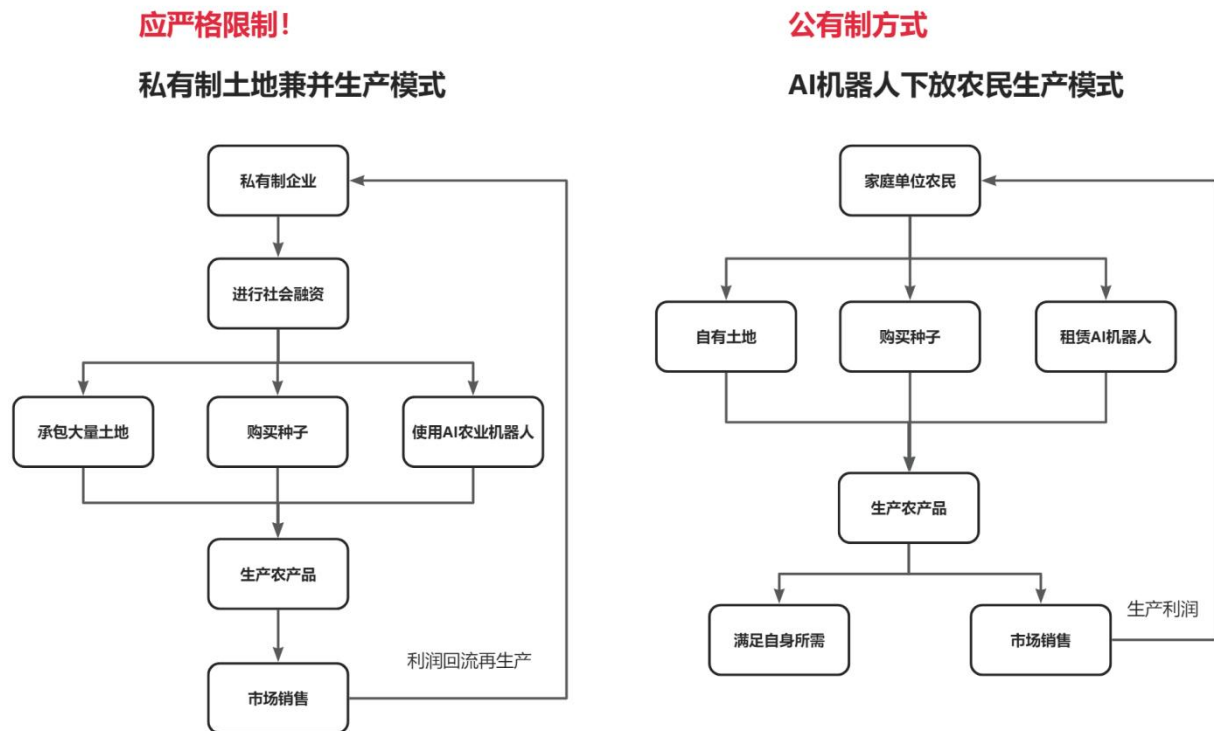 应严格限制！
私有制土地兼并生产模式
私有制企业
进行社会融资
承包大量土地
购买种子
使用AI农业机器人
生产农产品
利润回流再生产
市场销售
公有制方式
AI机器人下放农民生产模式
家庭单位农民
自有土地
购买种子
租赁AI机器人
生产农产品
满足自身所需
市场销售
生产利润